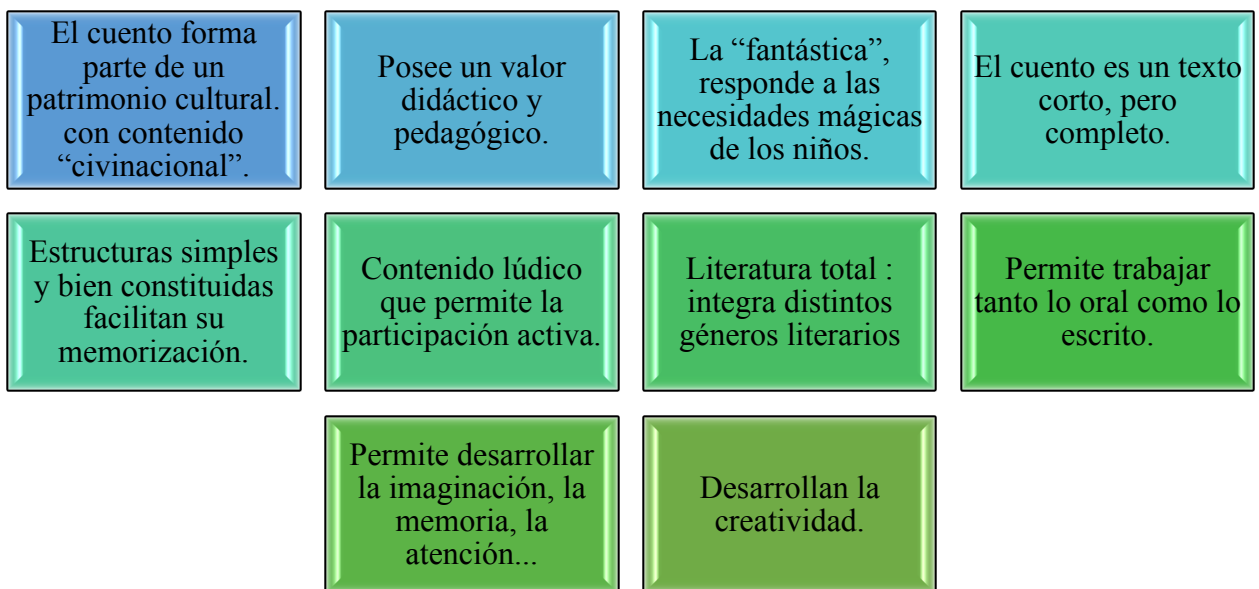 El cuento forma
parte de un
patrimonio cultural.
con contenido
“civinacional”.
Posee un valor
didáctico y
pedagógico.
La “fantástica”,
responde a las
necesidades mágicas
de los niños.
El cuento es un texto
corto, pero
completo.
Estructuras simples
y bien constituidas
facilitan su
memorización.
Contenido lúdico
que permite la
participación activa.
Literatura total :
integra distintos
géneros literarios
Permite trabajar
tanto lo oral como lo
escrito.
Permite desarrollar
la imaginación, la
memoria, la
atención...
Desarrollan la
creatividad.